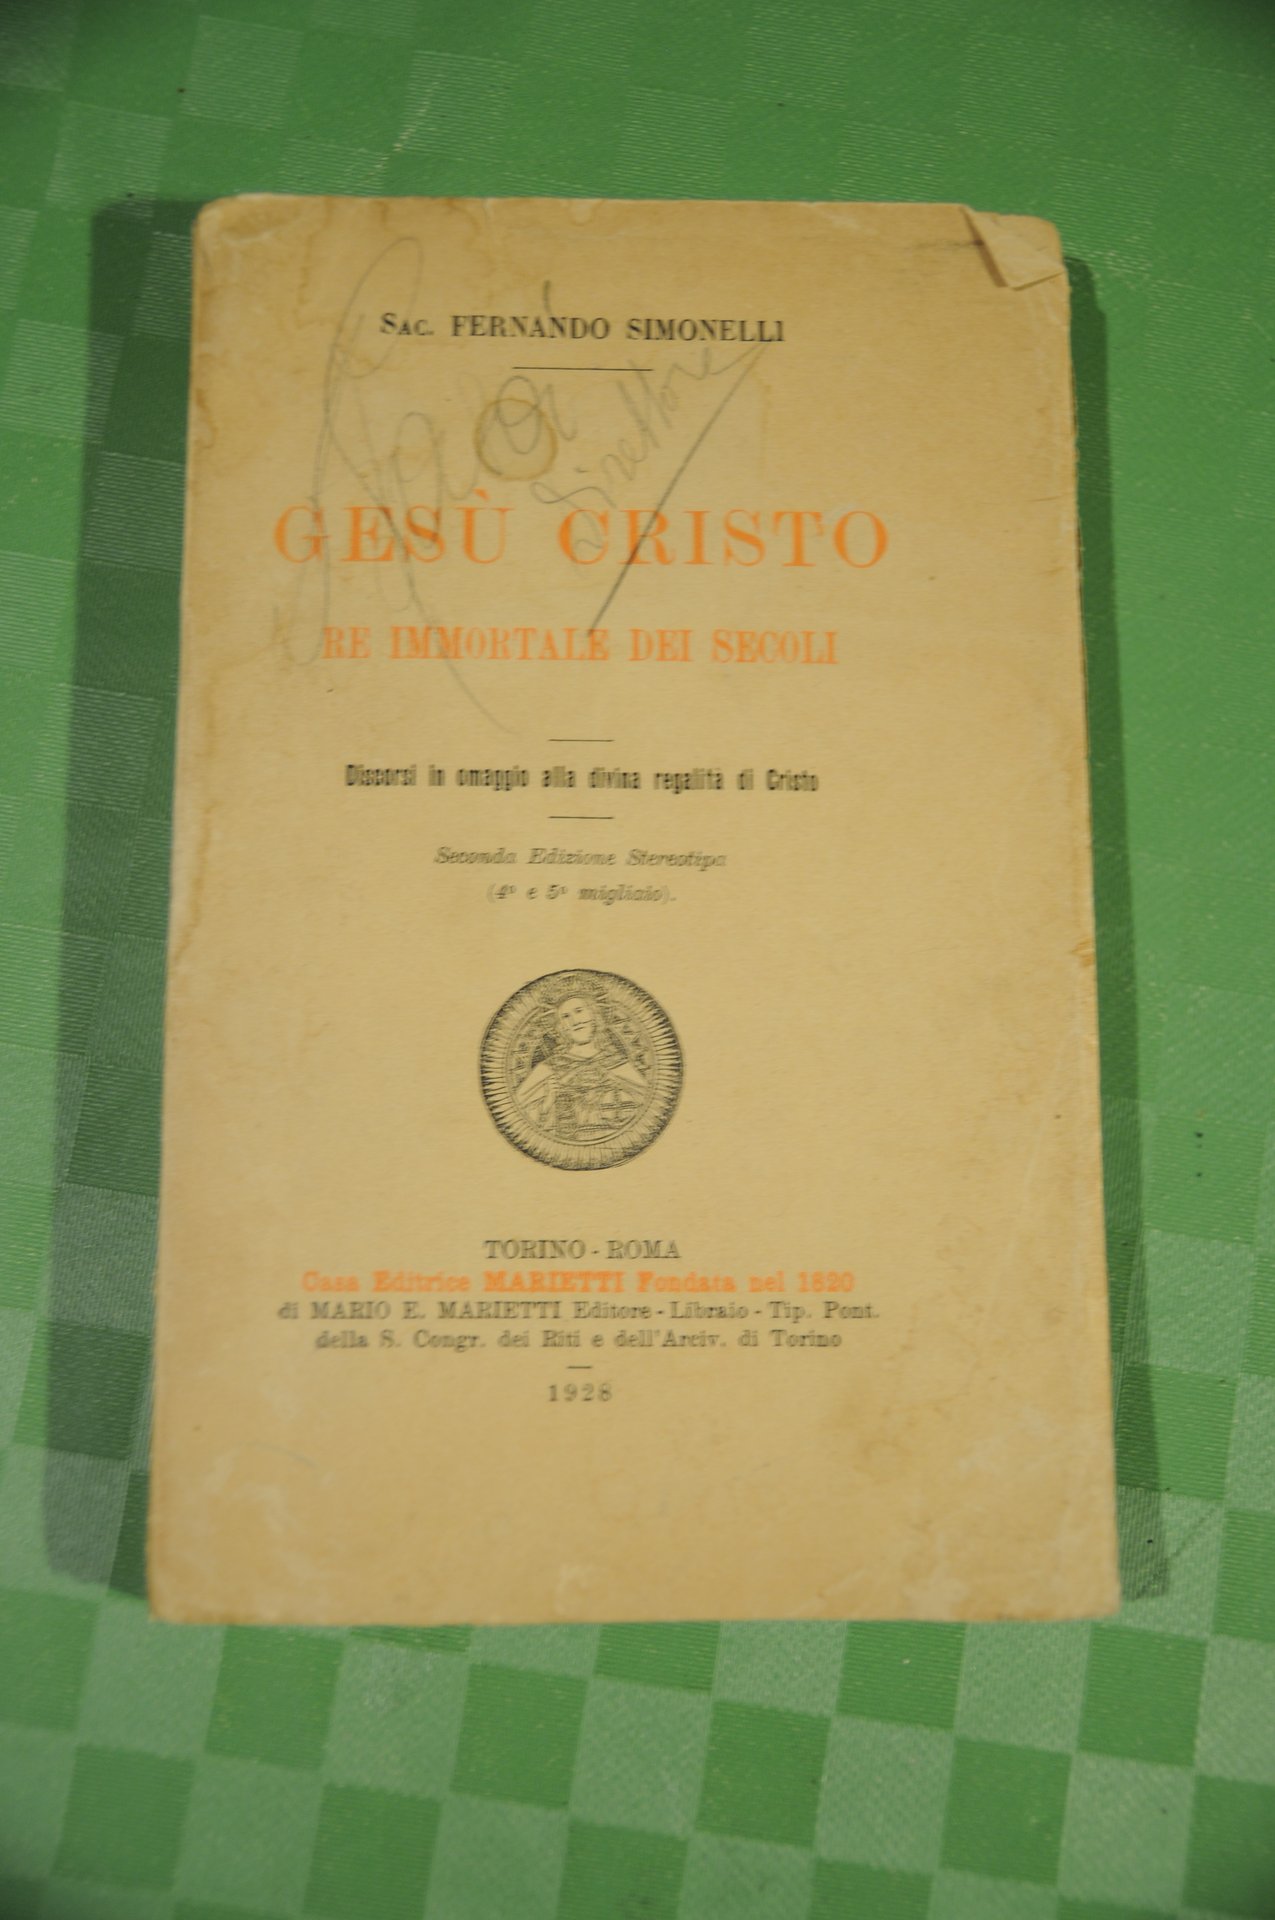 Sac. FERNANDO SIMONELLI
GESÙ CRISTO
RE IMMORTALE DEI SECOLI
Discorsi in omaggio alla divina regalità di Cristo
Seconda Edizione Stereotipa
(4º e 5º migliaio).
TORINO - ROMA
Casa Editrice MARIETTI Fondata nel 1820
di MARIO E. MARIETTI Editore - Libraio - Tip. Pont.
della S. Congr. dei Riti e dell'Arciv. di Torino
1928